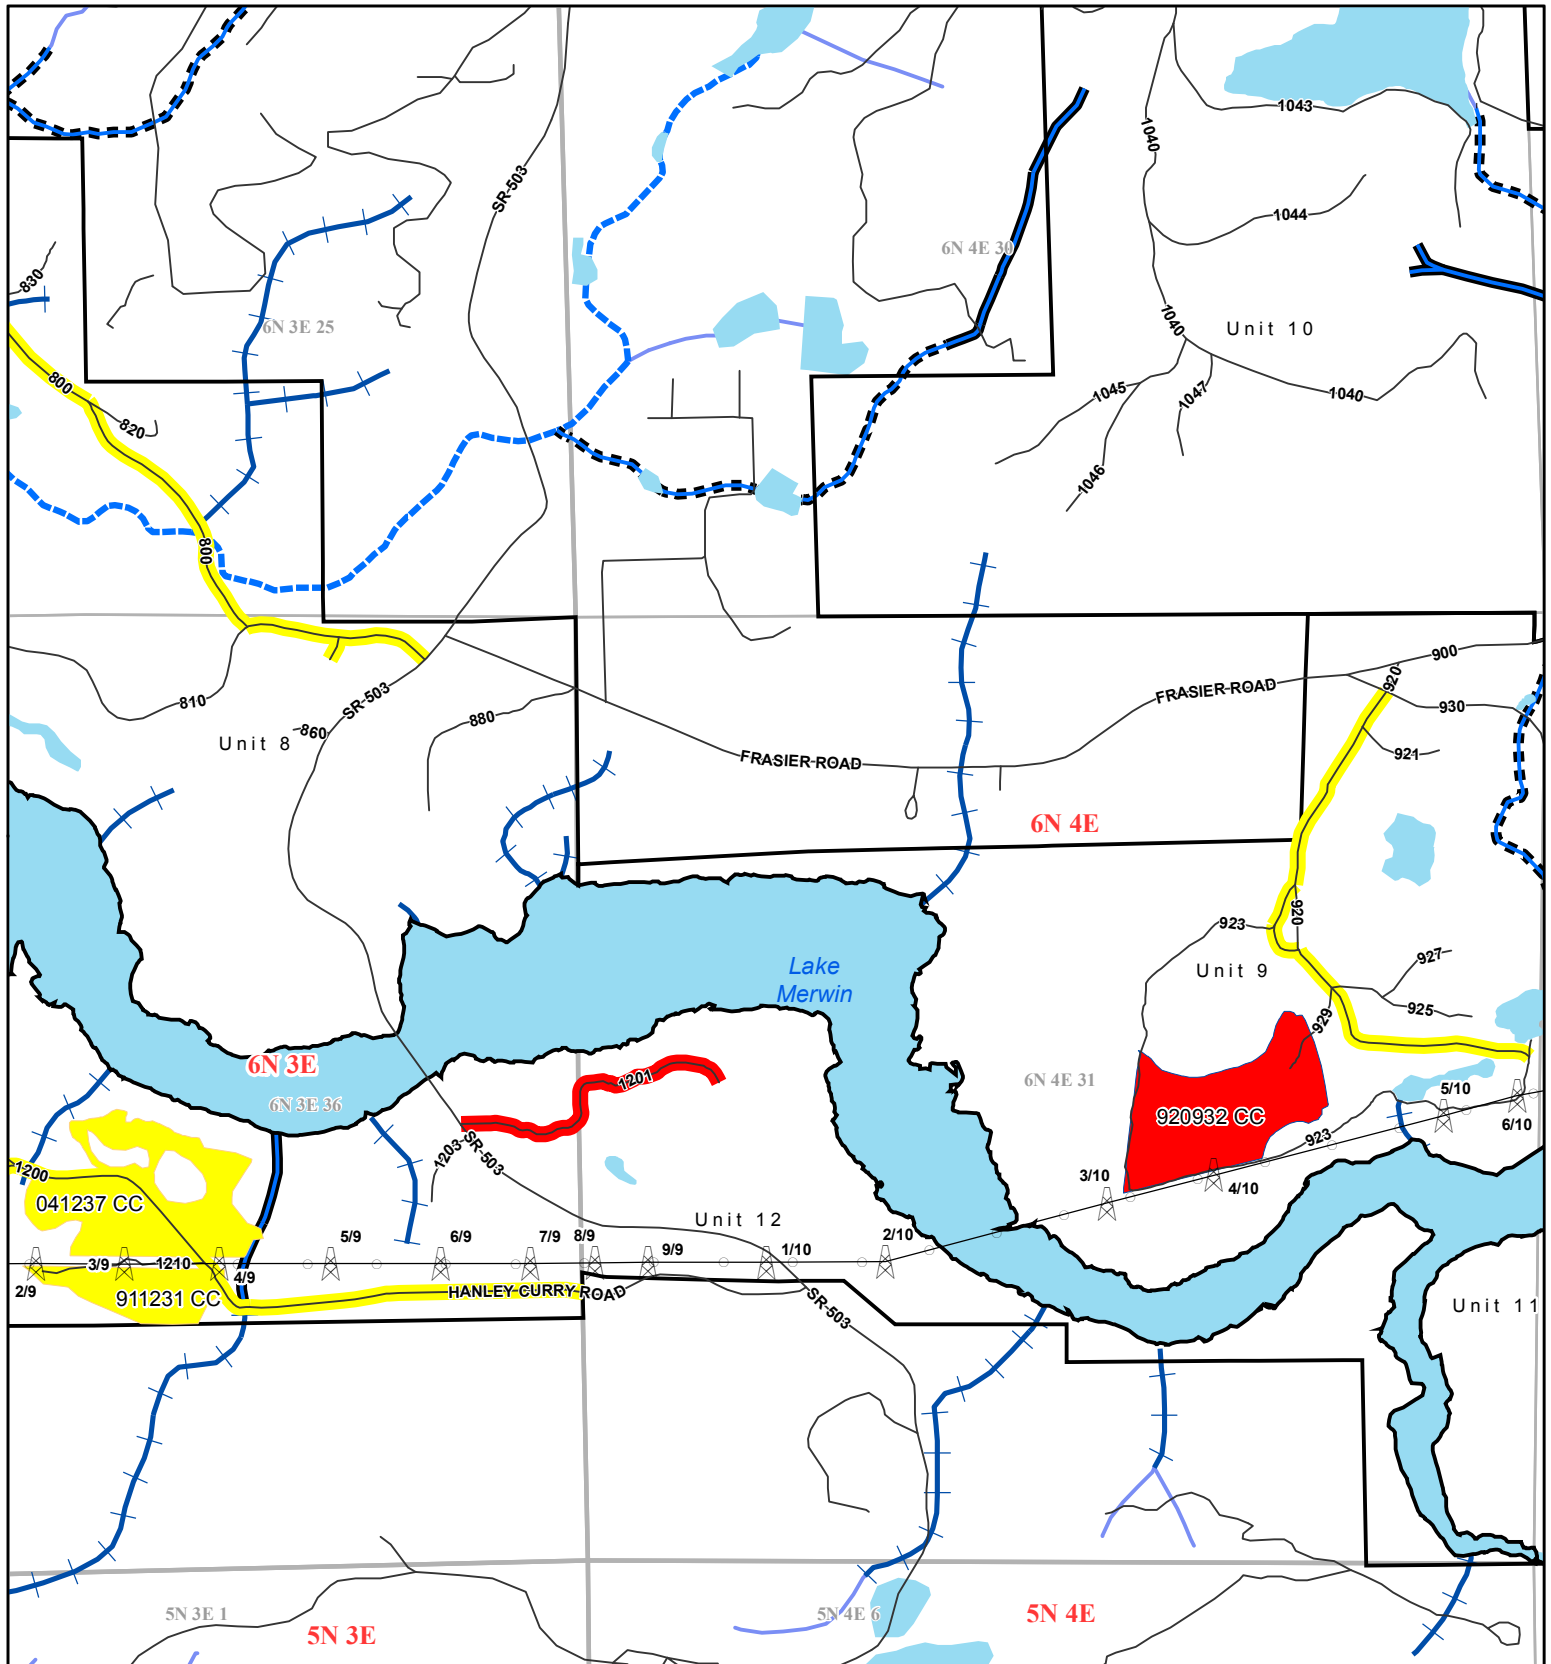 1043
1040
SR-503
1044
6N 4E 30
830
6N 3E 25
1040
Unit 10
800
1045
1047
1040
820
1046
800
900
920
FRASIER ROAD
810
SR-503
930
880
860
Unit 8
921
FRASIER ROAD
6N 4E
920
923
927
Lake
Merwin
Unit 9
925
929
6N 3E
1201
6N 4E 31
5/10
6N 3E 36
920932 CC
6/10
923
1203
SR-503
1200
3/10
4/10
041237 CC
Unit 12
5/9
6/9
7/9
8/9
9/9
1/10
2/10
3/9
1210
4/9
2/9
911231 CC
HANLEY CURRY ROAD
SR-503
Unit 11
5N 3E 1
5N 4E 6
5N 4E
5N 3E